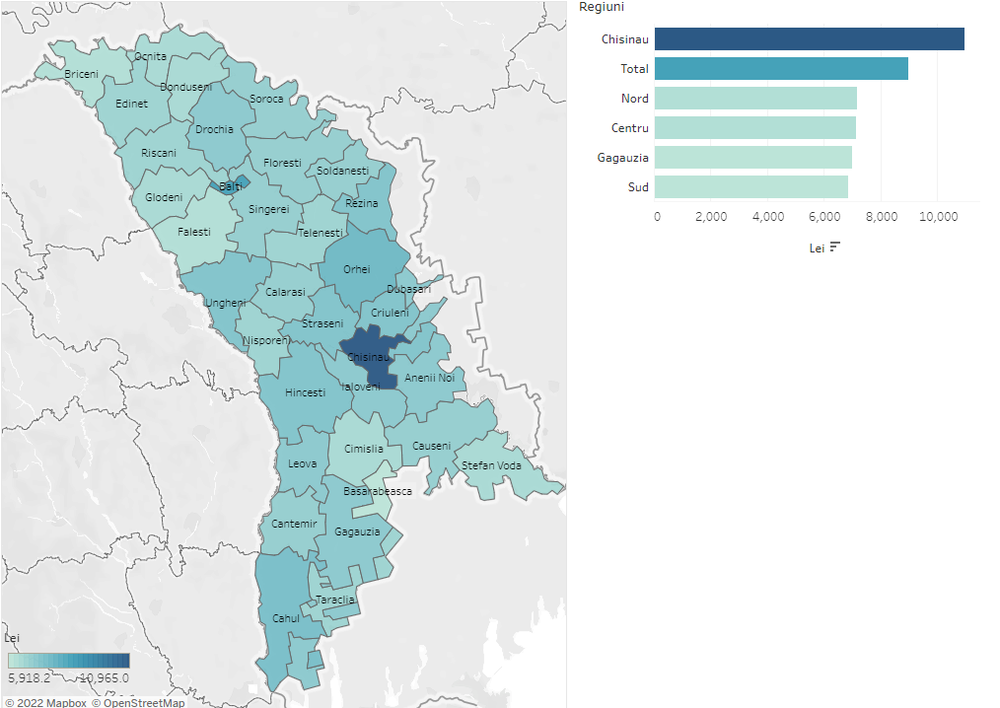 Ocnita
Briceni
Donduseni
Edinet
Soroca
Drochia
Riscani
Floresti
Soldanesti
Balti
Glodeni
Rezina
Singerei
Falesti
Telenesti
Orhei
Dubasari
Calarasi
Ungheni
Criuleni
Straseni
Nisporeni
Chisinau
Anenii Noi
Ialoveni
Hincesti
Causeni
Cimislia
Leova
Stefan Voda
Basarabeasca
Cantemir
Gagauzia
Taraclia
Cahul
Lei
5,918.2 10,965.0
© 2022 Mapbox © OpenStreetMap
Regiuni
Chisinau
Total
Nord
Centru
Gagauzia
Sud
0 2,000 4,000 6,000 8,000 10,000
Lei